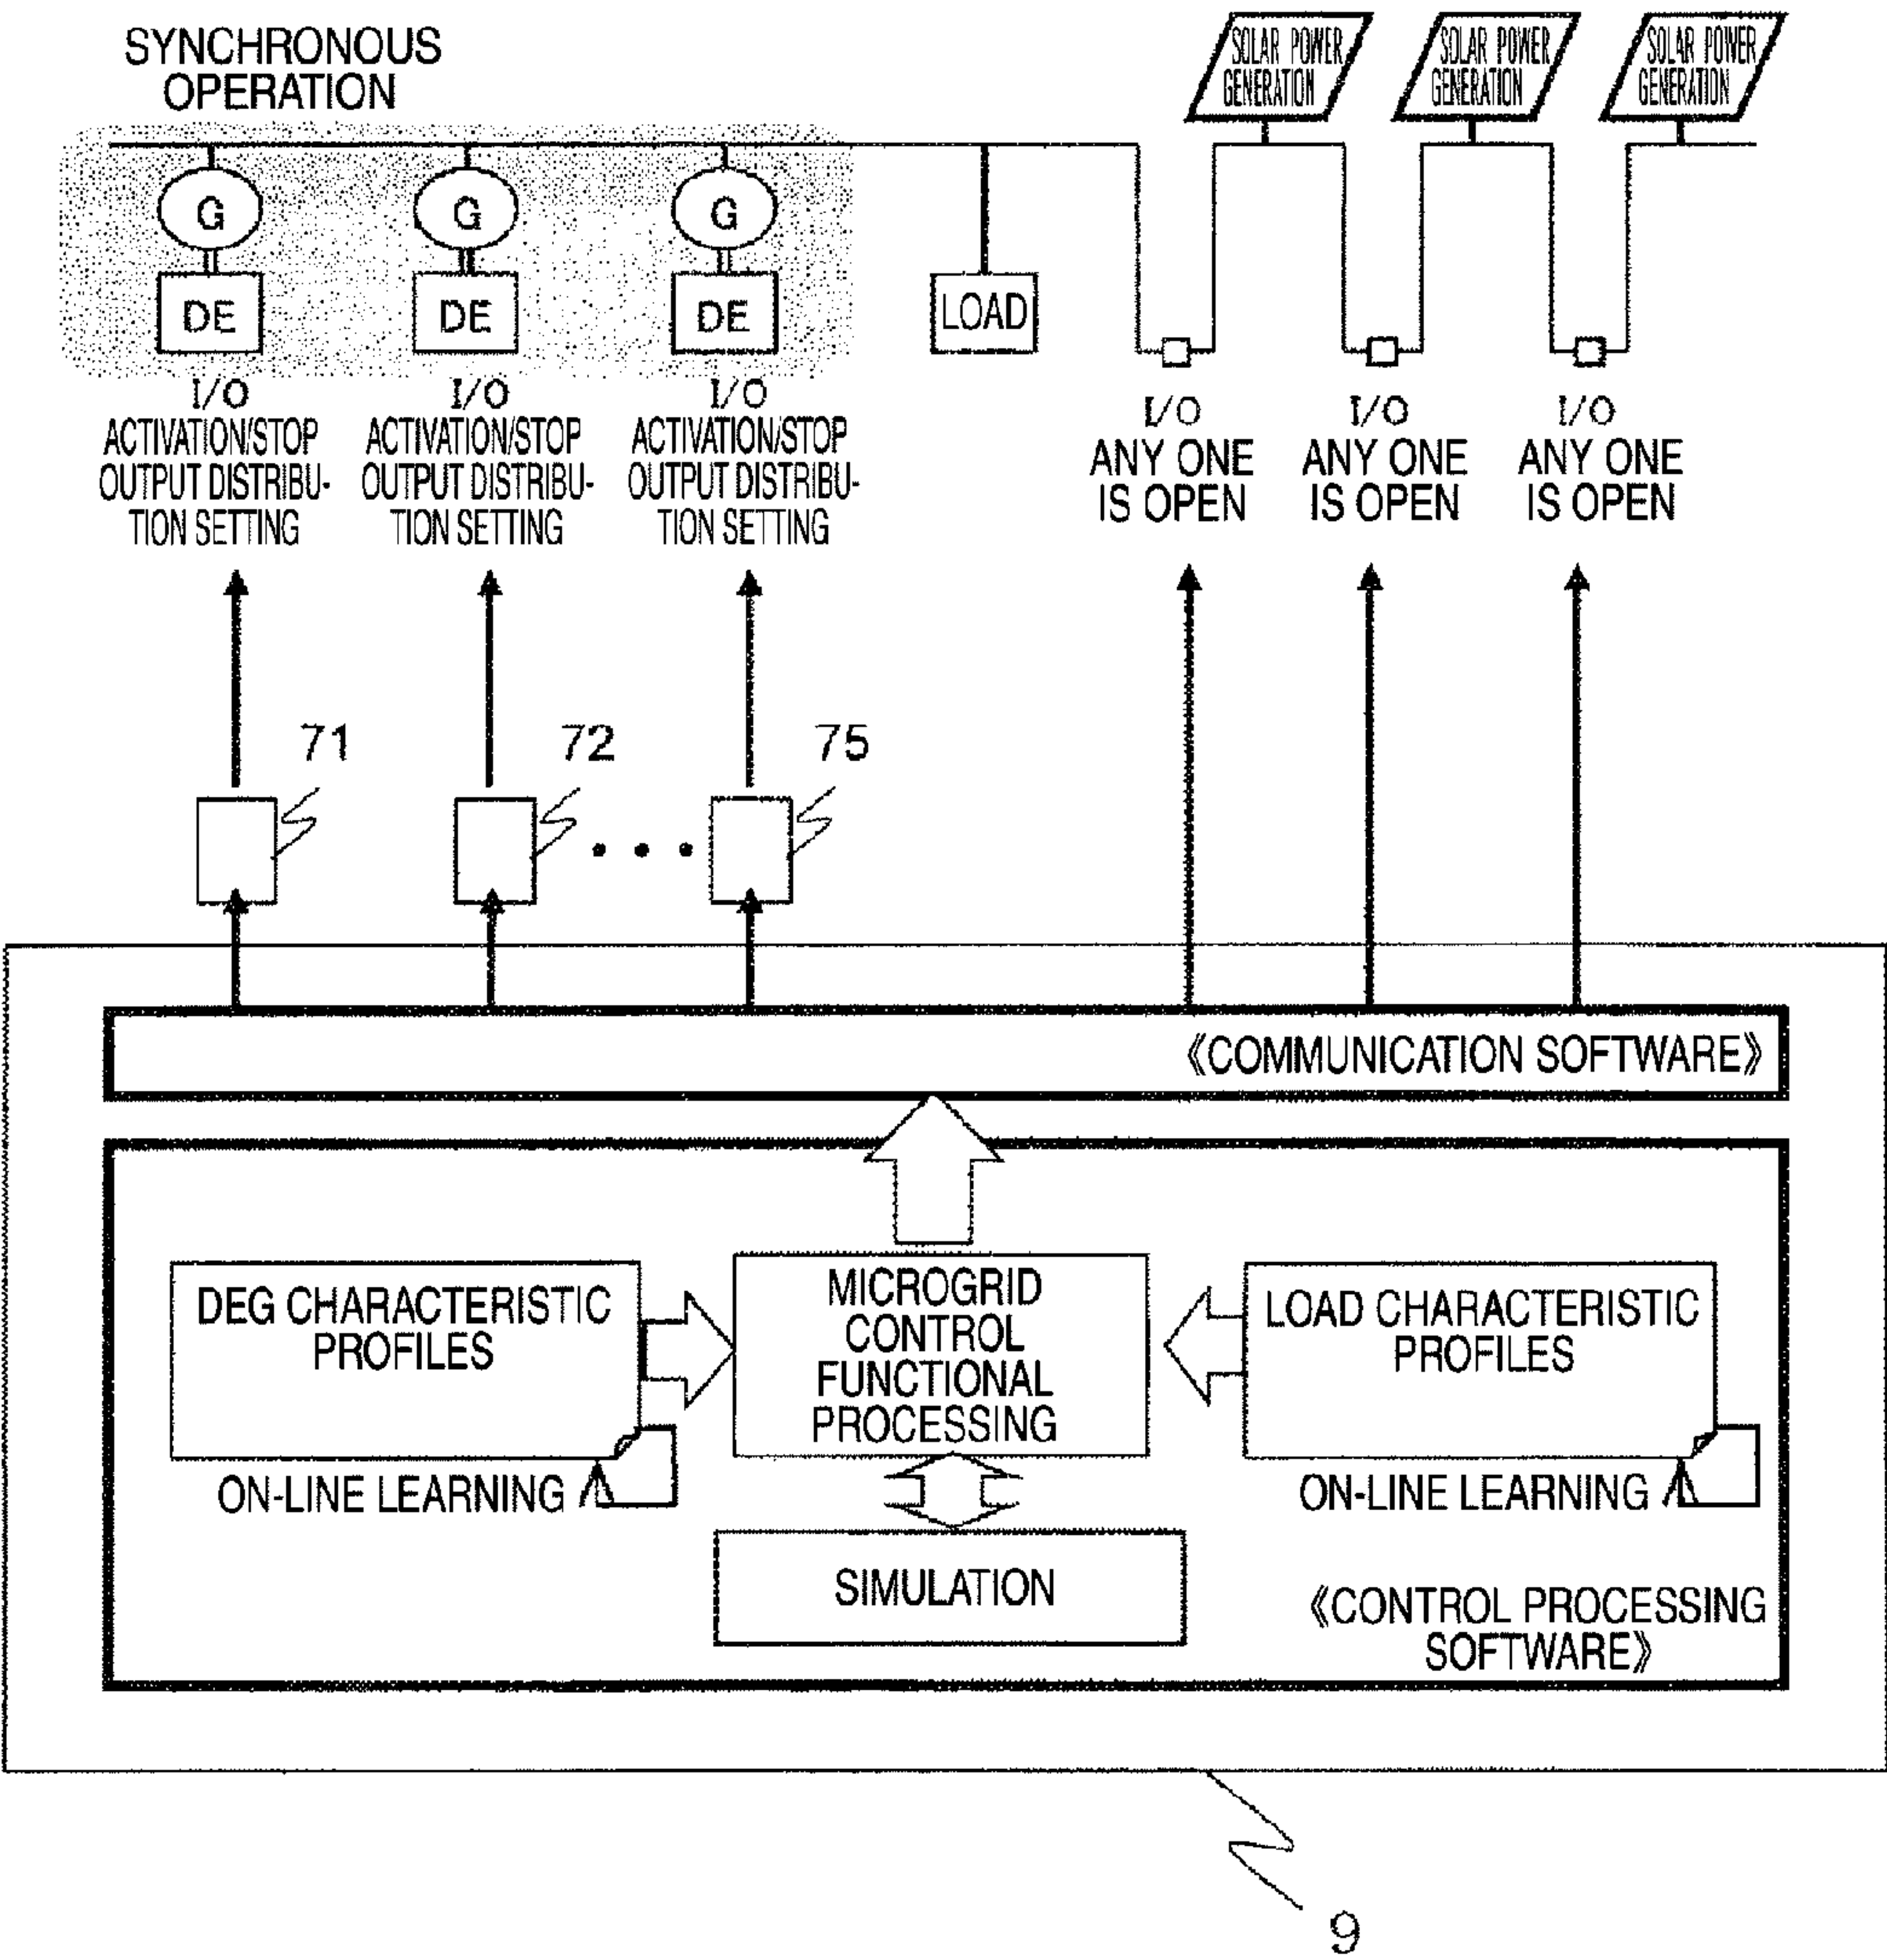 SYNCHRONOUS
OPERATION
SOLAR POWER
GENERATION
SOLAR POWER
GENERATION
SOLAR POWER
GENERATION
G
G
G
DE
DE
DE
LOAD
I/O
ACTIVATION/STOP
OUTPUT DISTRIBU-
TION SETTING
I/O
ACTIVATION/STOP
OUTPUT DISTRIBU-
TION SETTING
I/O
ACTIVATION/STOP
OUTPUT DISTRIBU-
TION SETTING
I/O
ANY ONE
IS OPEN
I/O
ANY ONE
IS OPEN
I/O
ANY ONE
IS OPEN
71
72
75
• • •
《COMMUNICATION SOFTWARE》
DEG CHARACTERISTIC
PROFILES
MICROGRID
CONTROL
FUNCTIONAL
PROCESSING
LOAD CHARACTERISTIC
PROFILES
ON-LINE LEARNING
ON-LINE LEARNING
SIMULATION
《CONTROL PROCESSING
SOFTWARE》
9